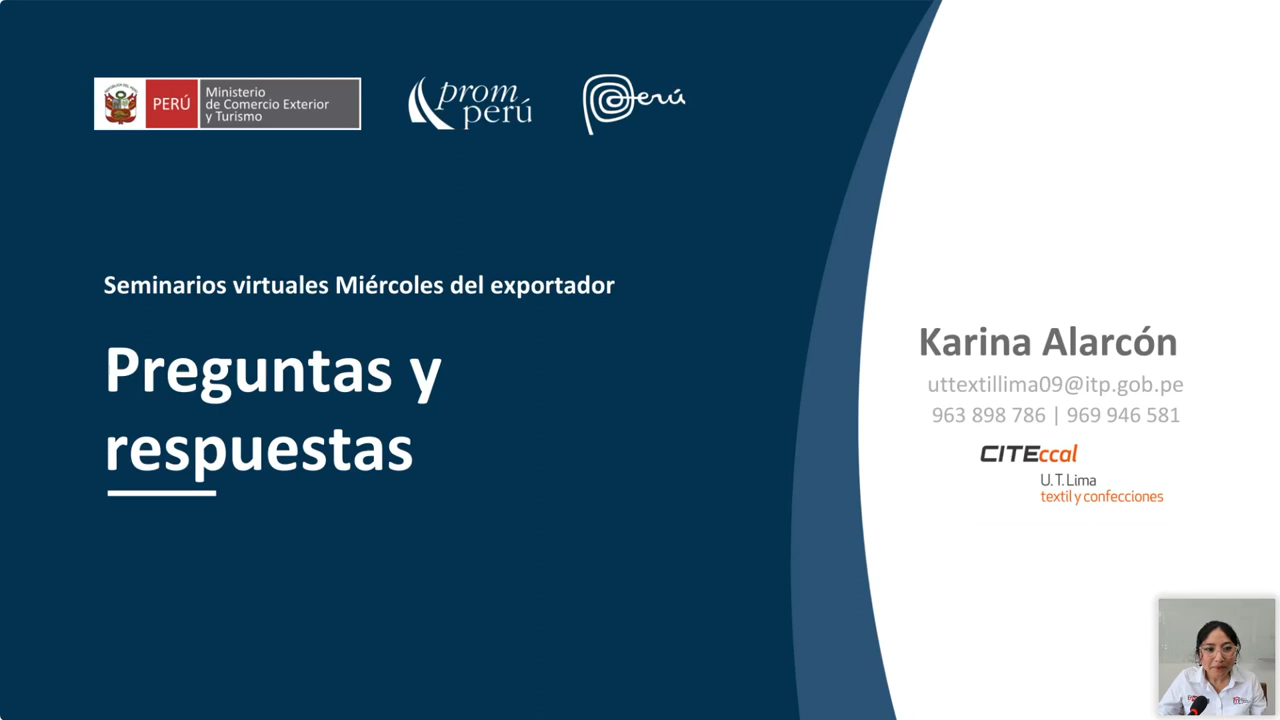 PERÚ
Ministerio
de Comercio Exterior
y Turismo
prom
perú
Perú
Seminarios virtuales Miércoles del exportador
Preguntas y
respuestas
Karina Alarcón
uttextillima09@itp.gob.pe
963 898 786 | 969 946 581
CITEccal
U. T. Lima
textil y confecciones